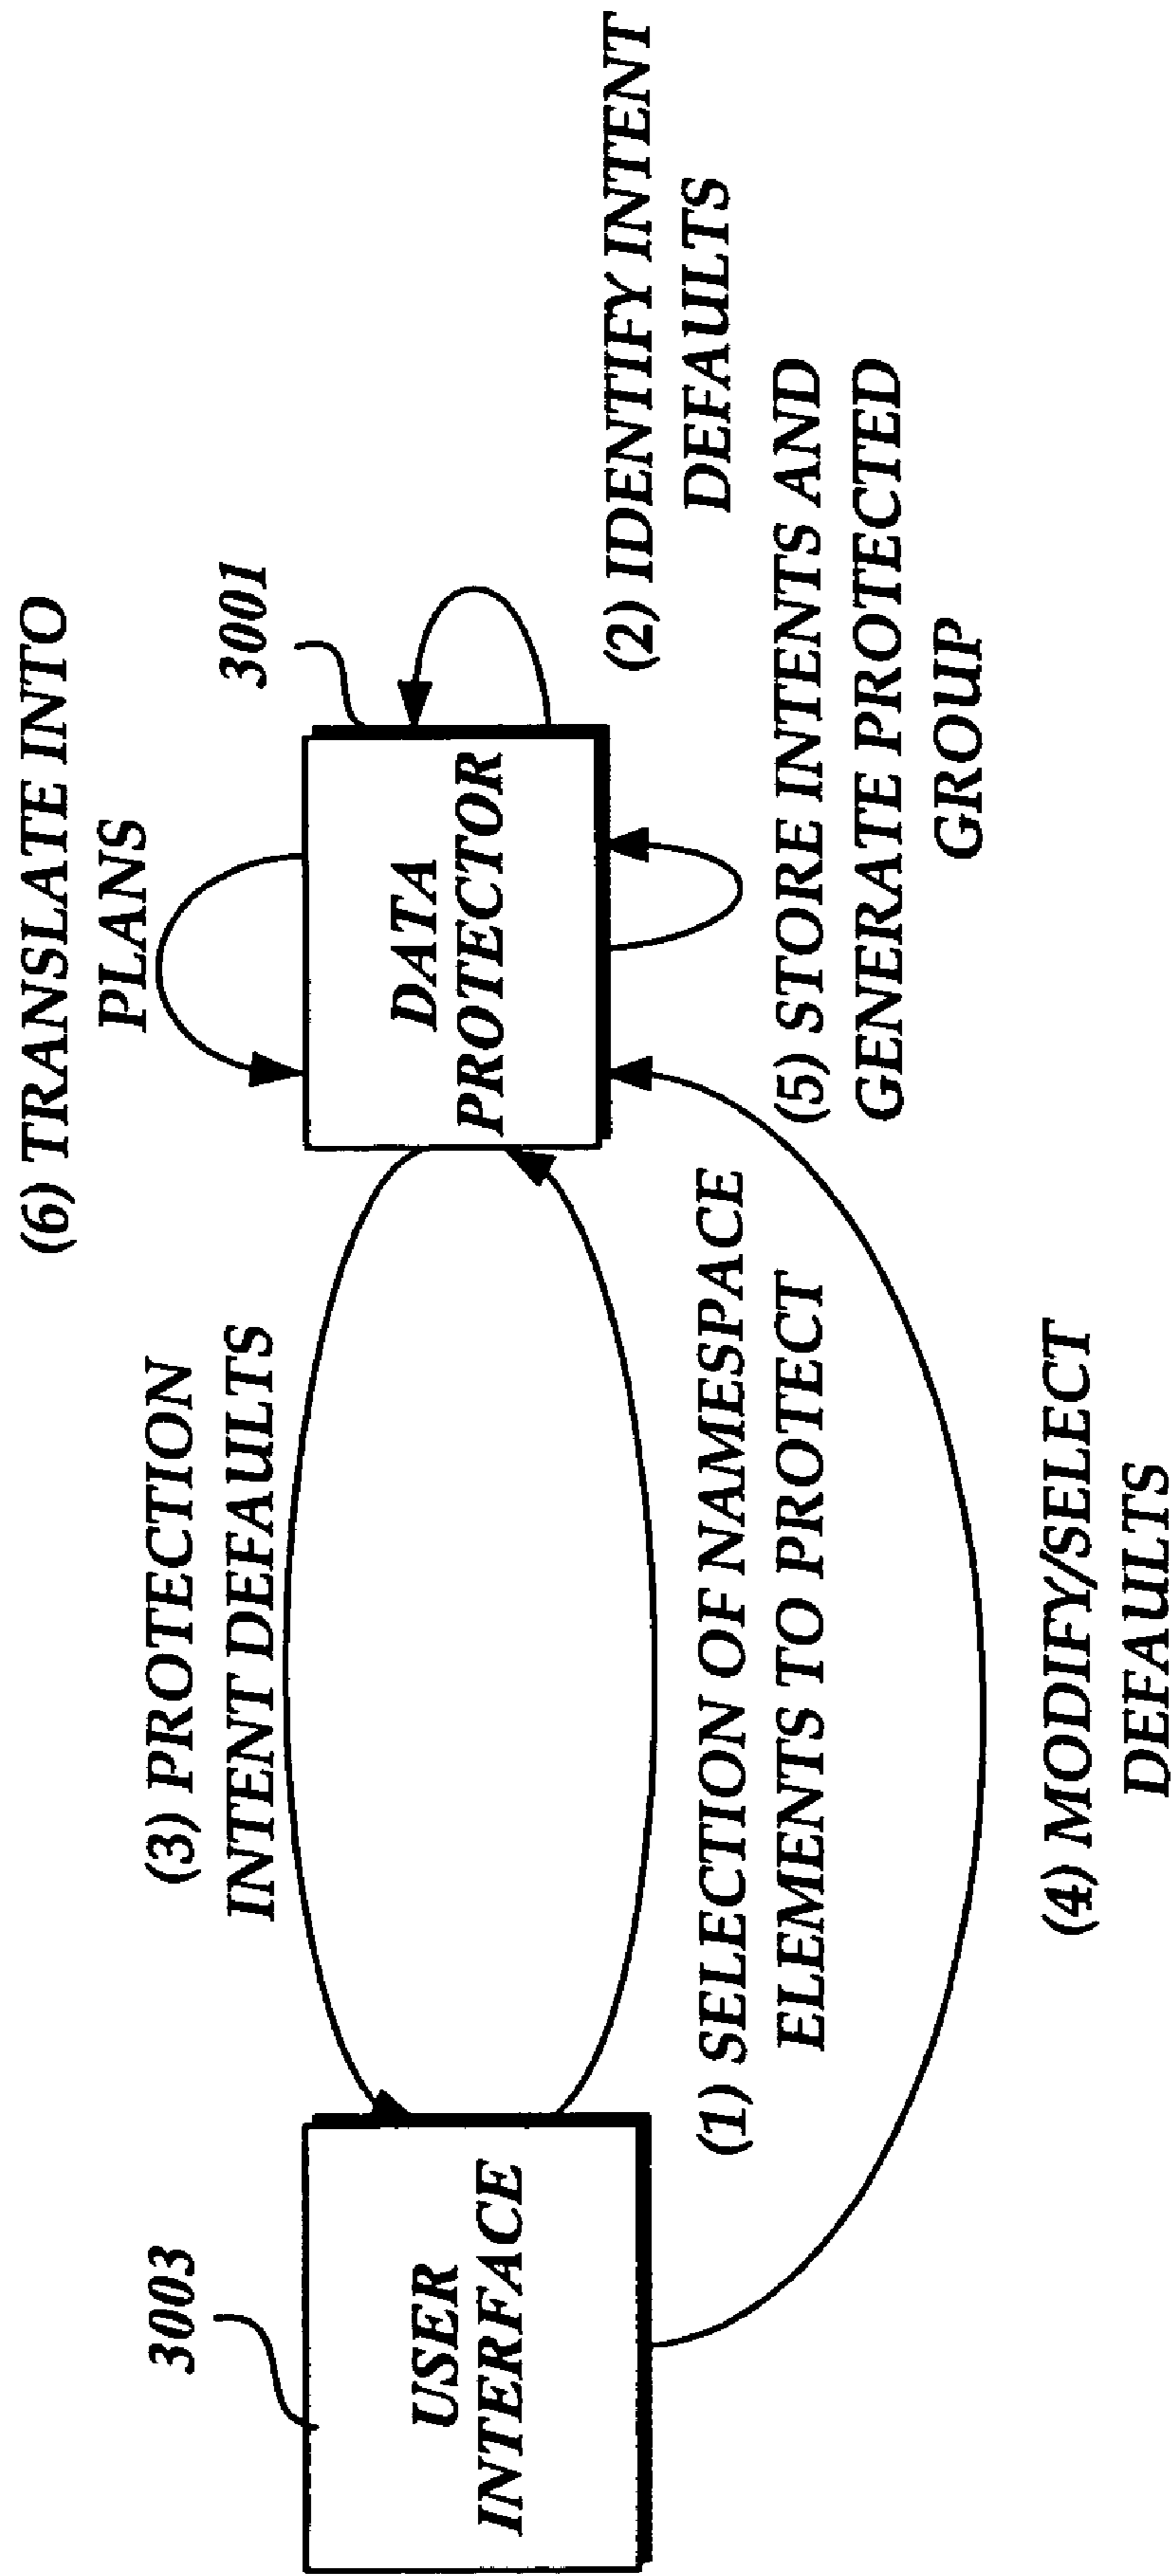 (6) TRANSLATE INTO
PLANS
3001
(3) PROTECTION
INTENT DEFAULTS
3003
USER
INTERFACE
DATA
PROTECTOR
(2) IDENTIFY INTENT
DEFAULTS
(1) SELECTION OF NAMESPACE
ELEMENTS TO PROTECT
(5) STORE INTENTS AND
GENERATE PROTECTED
GROUP
(4) MODIFY/SELECT
DEFAULTS